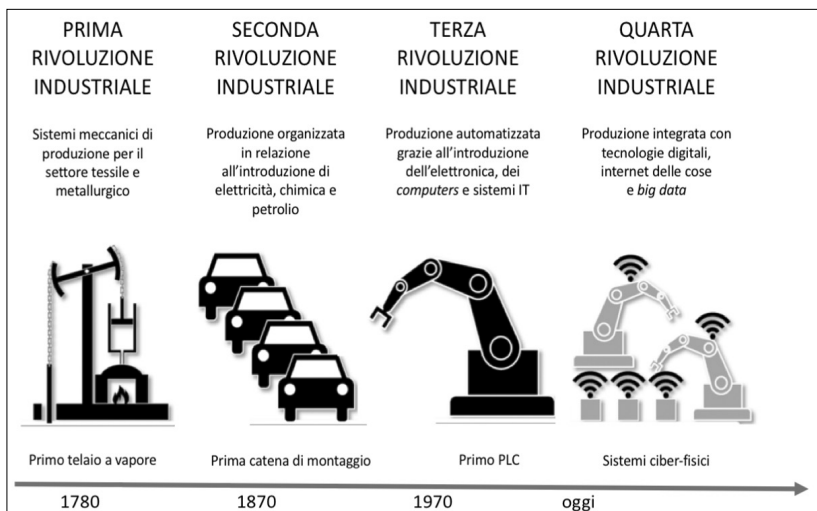 PRIMA
RIVOLUZIONE
INDUSTRIALE
Sistemi meccanici di
produzione per il
settore tessile e
metallurgico
Primo telaio a vapore
1780
SECONDA
RIVOLUZIONE
INDUSTRIALE
Produzione organizzata
in relazione
all'introduzione di
elettricità, chimica e
petrolio
Prima catena di montaggio
1870
TERZA
RIVOLUZIONE
INDUSTRIALE
Produzione automatizzata
grazie all'introduzione
dell'elettronica, dei
computers e sistemi IT
Primo PLC
1970
QUARTA
RIVOLUZIONE
INDUSTRIALE
Produzione integrata con
tecnologie digitali,
internet delle cose
e big data
Sistemi ciber-fisici
oggi